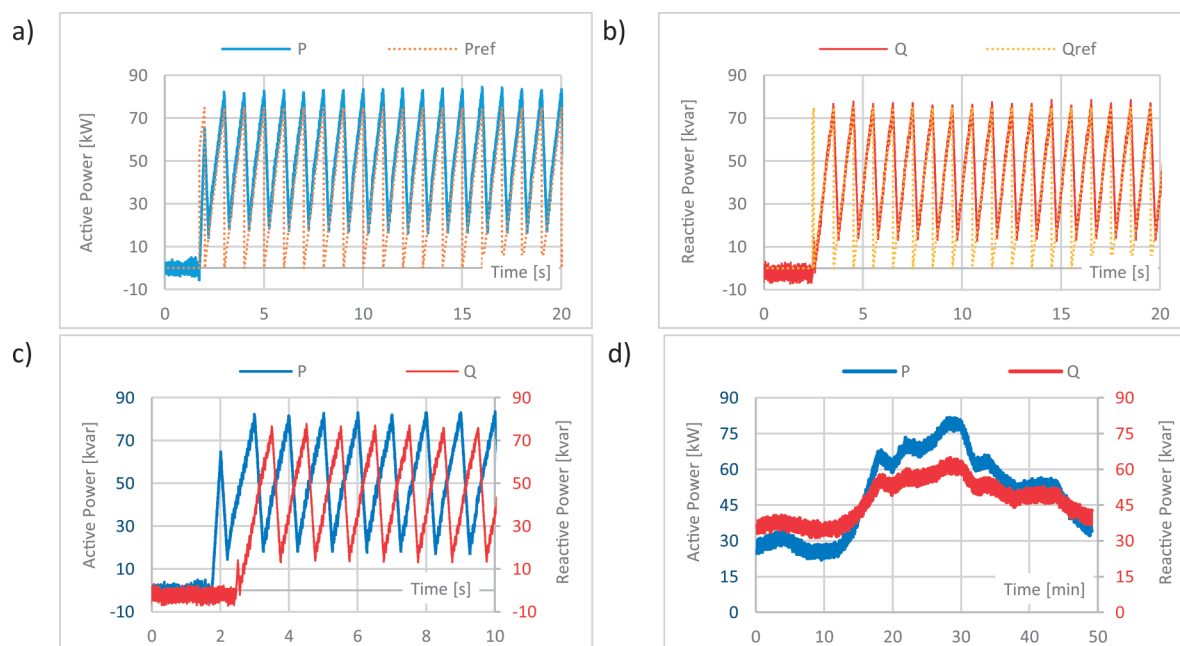 a)
P Pref
Active Power [kW]
90
70
50
30
10
-10
Time [s]
0 5 10 15 20
b)
Q Qref
Reactive Power [kvar]
90
70
50
30
10
-10
Time [s]
0 5 10 15 20
c)
P Q
Active Power [kvar]
90
70
50
30
10
-10
Time [s]
90
70
50
30
10
-10
Reactive Power [kvar]
0 2 4 6 8 10
d)
P Q
Active Power [kW]
90
75
60
45
30
15
0
Time [min]
90
75
60
45
30
15
0
Reactive Power [kvar]
0 10 20 30 40 50